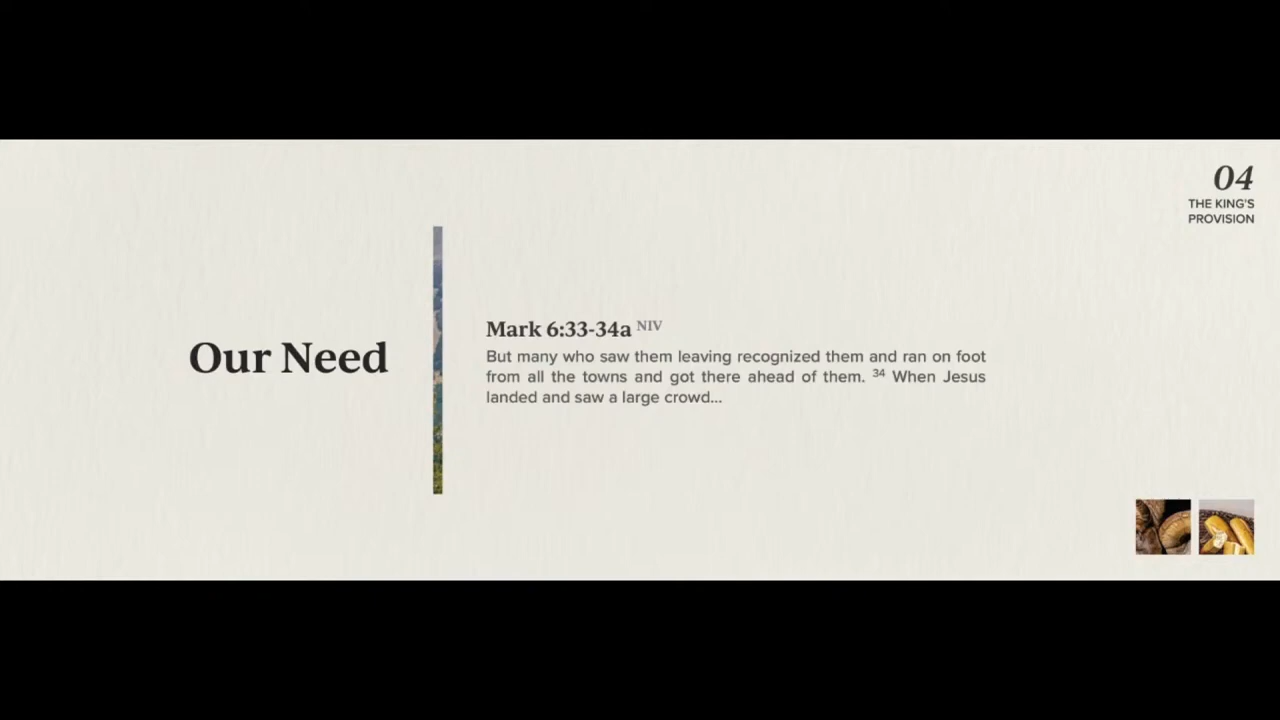 04
THE KING'S
PROVISION
Our Need
Mark 6:33-34a NIV
But many who saw them leaving recognized them and ran on foot
from all the towns and got there ahead of them. 34 When Jesus
landed and saw a large crowd...